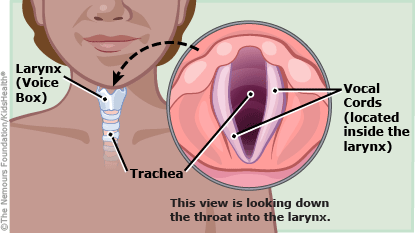 Larynx
(Voice
Box)
Vocal
Cords
(located
inside the
larynx)
Trachea
This view is looking down
the throat into the larynx.
©The Nemours Foundation/KidsHealth®